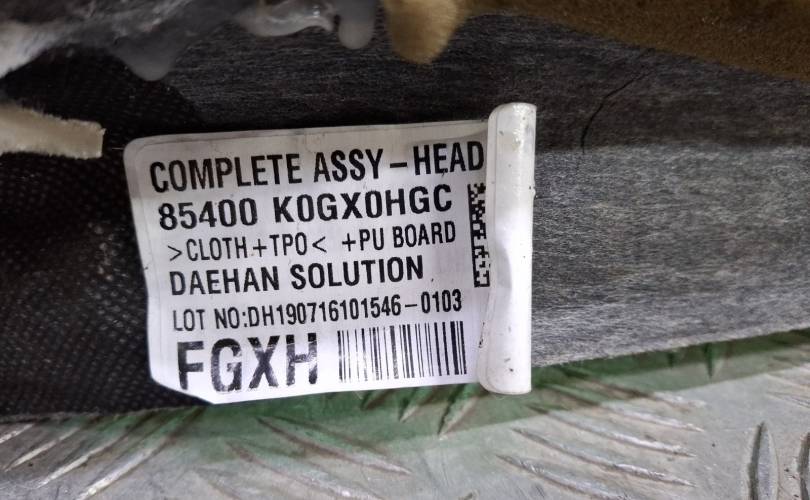 COMPLETE ASSY-HEAD
85400 K0GX0HGC
>CLOTH+TPO< +PU BOARD
DAEHAN SOLUTION
LOT NO:DH190716101546-0103
FGXH